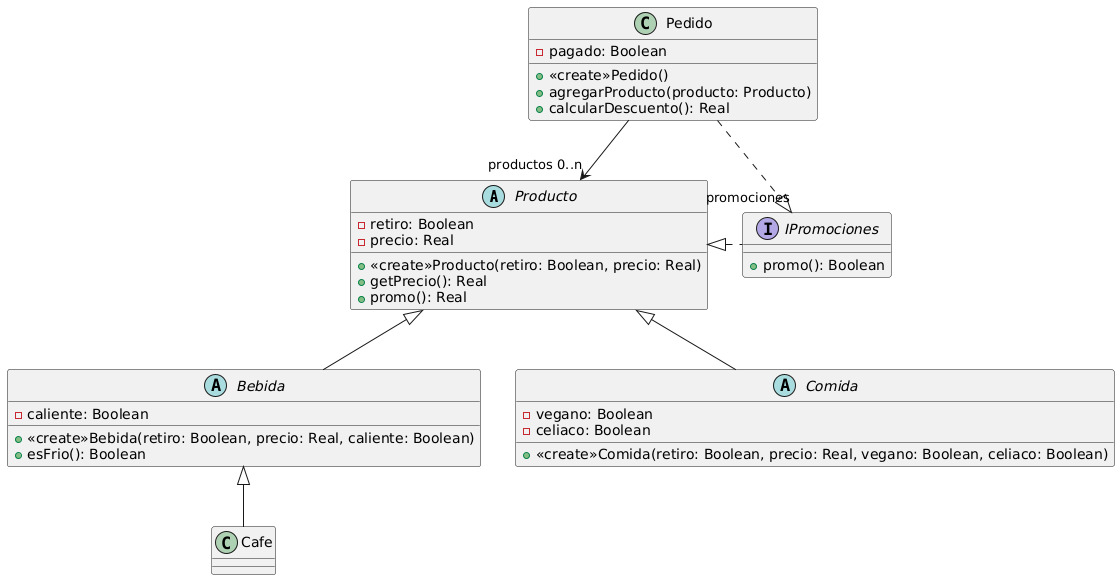 C Pedido
pagado: Boolean
«create»Pedido()
agregarProducto(producto: Producto)
calcularDescuento(): Real
productos 0..n
promociones
A Producto
retiro: Boolean
precio: Real
«create»Producto(retiro: Boolean, precio: Real)
getPrecio(): Real
promo(): Real
I IPromociones
promo(): Boolean
A Bebida
caliente: Boolean
«create»Bebida(retiro: Boolean, precio: Real, caliente: Boolean)
esFrio(): Boolean
A Comida
vegano: Boolean
celiaco: Boolean
«create»Comida(retiro: Boolean, precio: Real, vegano: Boolean, celiaco: Boolean)
C Cafe